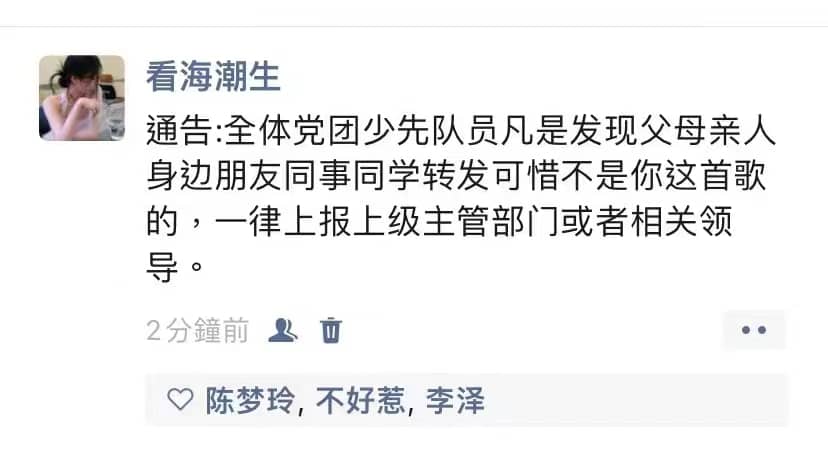 看海潮生
通告:全体党团少先队员凡是发现父母亲人
身边朋友同事同学转发可惜不是你这首歌
的，一律上报上级主管部门或者相关领
导。
2分鐘前
陈梦玲, 不好惹, 李泽